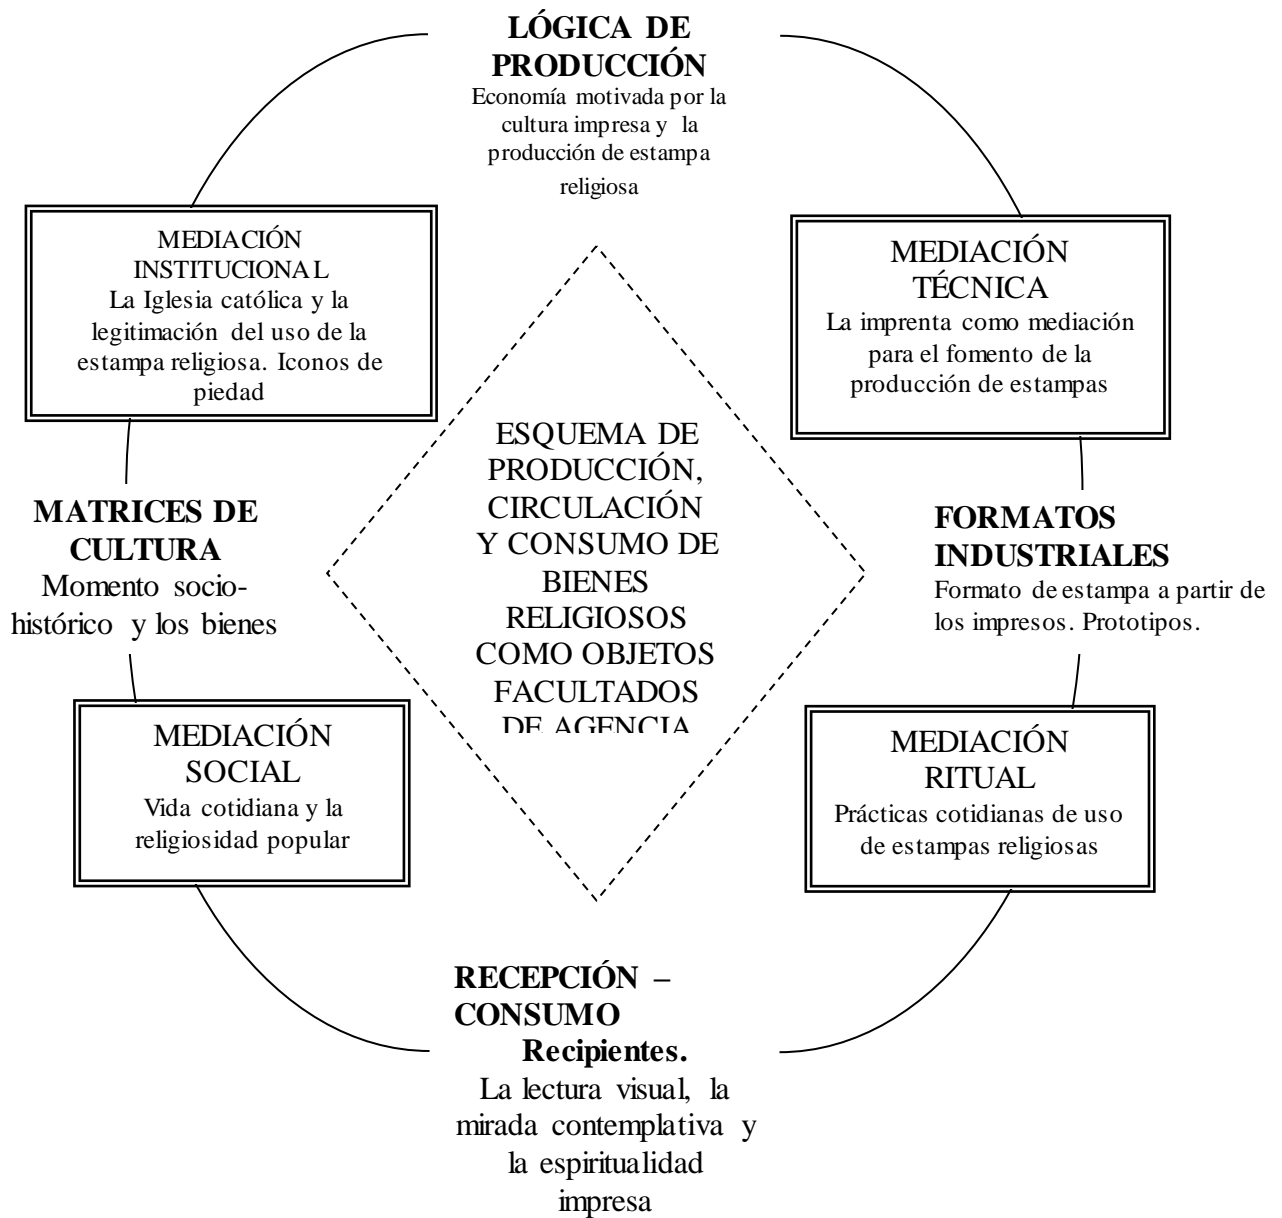 LÓGICA DE
PRODUCCIÓN
Economía motivada por la
cultura impresa y la
producción de estampa
religiosa
MEDIACIÓN
INSTITUCIONAL
La Iglesia católica y la
legitimación del uso de la
estampa religiosa. Iconos de
piedad
MEDIACIÓN
TÉCNICA
La imprenta como mediación
para el fomento de la
producción de estampas
MATRICES DE
CULTURA
Momento socio-
histórico y los bienes
ESQUEMA DE
PRODUCCIÓN,
CIRCULACIÓN
Y CONSUMO DE
BIENES
RELIGIOSOS
COMO OBJETOS
FACULTADOS
DE AGENCIA
FORMATOS
INDUSTRIALES
Formato de estampa a partir de
los impresos. Prototipos.
MEDIACIÓN
SOCIAL
Vida cotidiana y la
religiosidad popular
MEDIACIÓN
RITUAL
Prácticas cotidianas de uso
de estampas religiosas
RECEPCIÓN –
CONSUMO
Recipientes.
La lectura visual, la
mirada contemplativa y
la espiritualidad
impresa